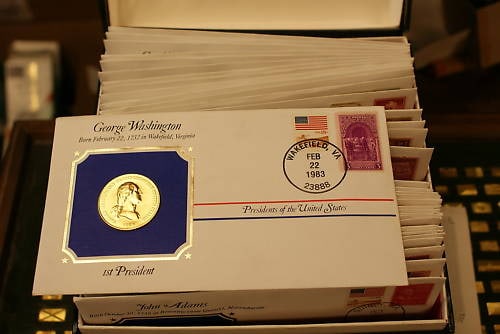 George Washington
Born February 22, 1732 in Wakefield, Virginia
WAKEFIELD, VA
FEB
22
1983
23888
Presidents of the United States
1st President
John Adams